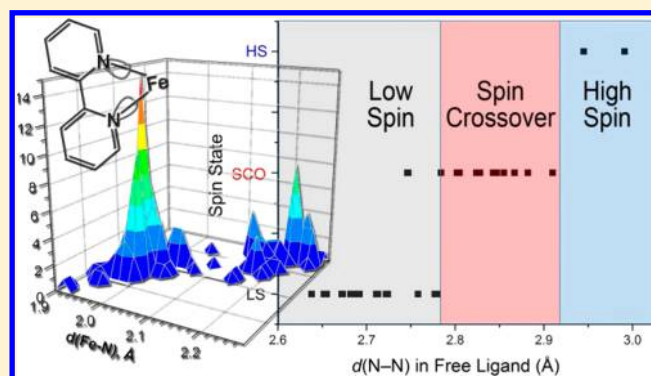 N
Fe
N
14
12
10
8
6
4
2
0
1.9
2.0
2.1
2.2
d(Fe-N), Å
Spin State
HS
SCO
LS
Low
Spin
Spin
Crossover
High
Spin
2.6
2.7
2.8
2.9
3.0
d(N–N) in Free Ligand (Å)